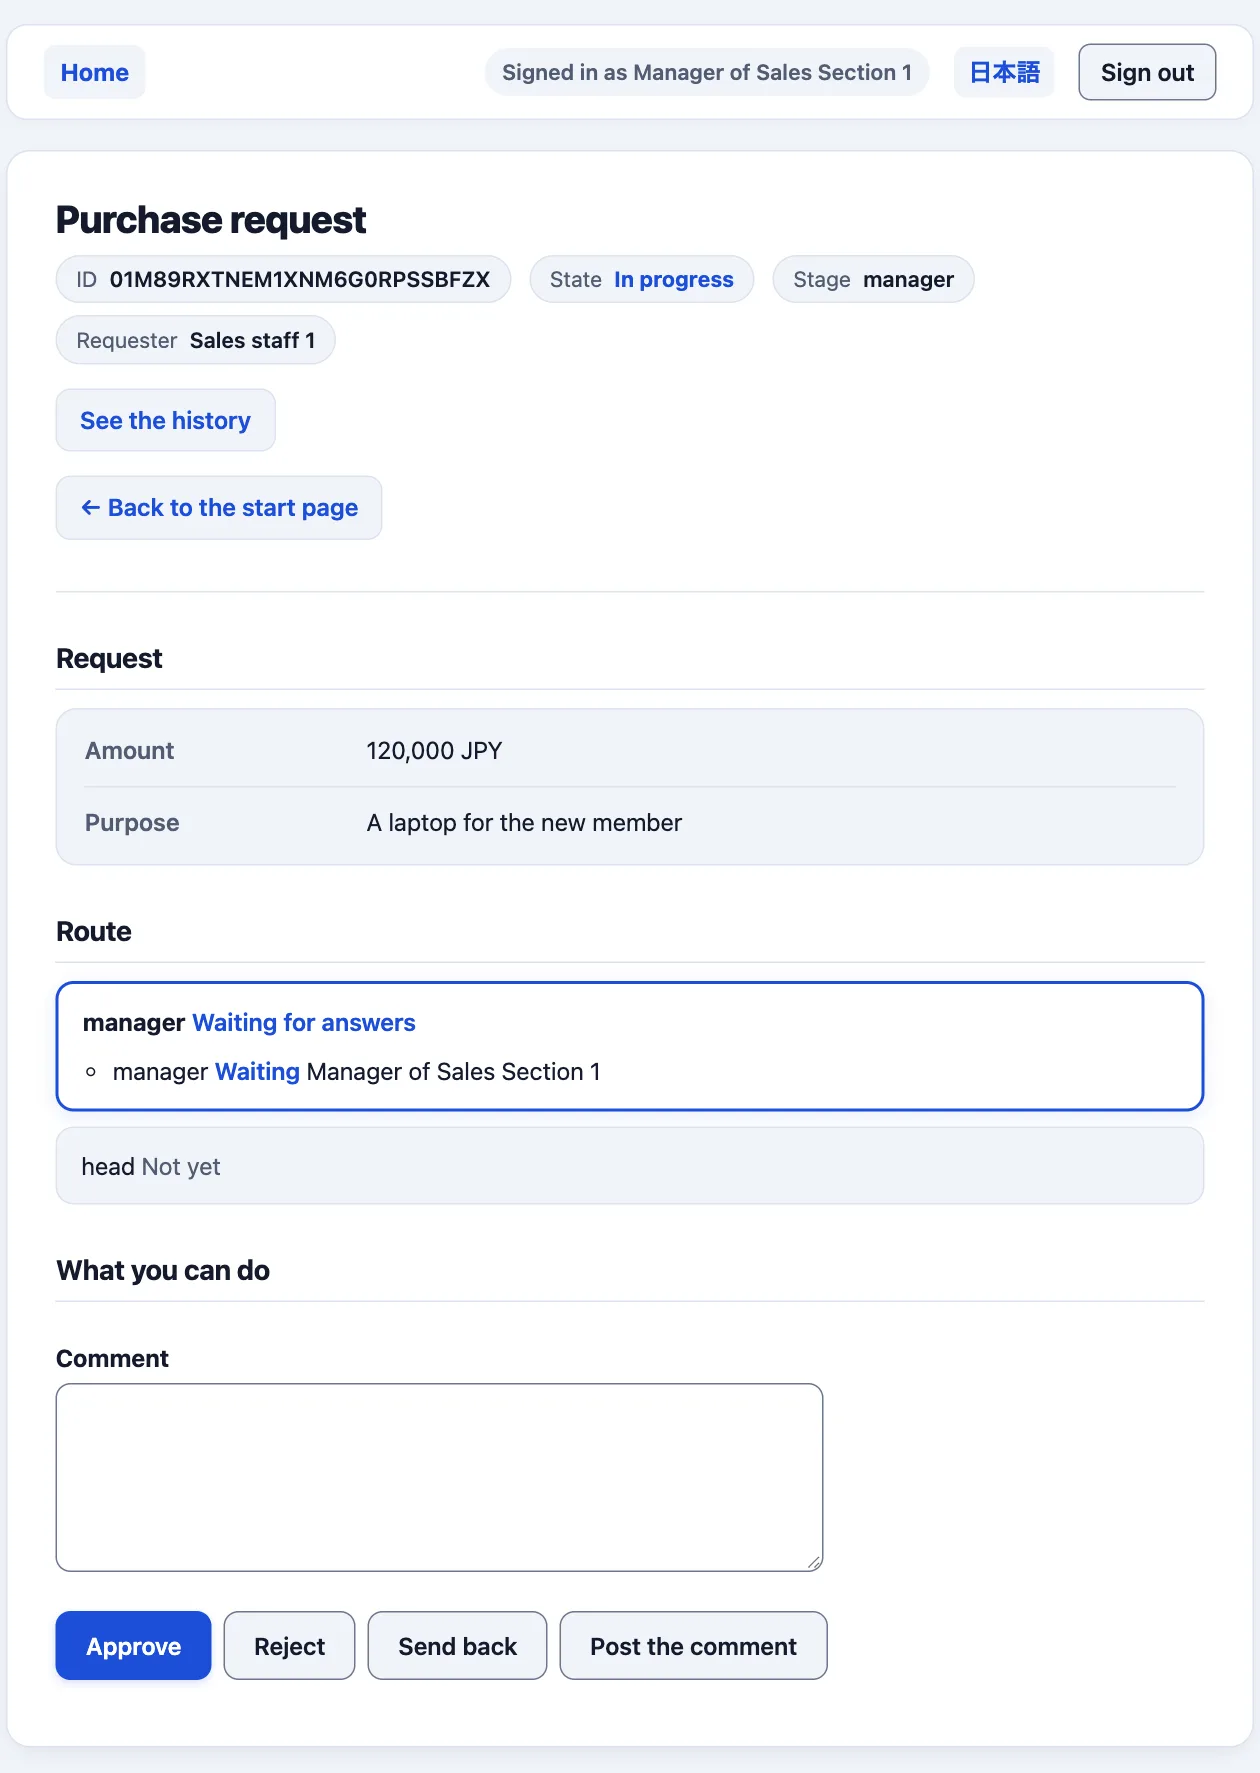 Home
Signed in as Manager of Sales Section 1
日本語
Sign out
Purchase request
ID 01M89RXTNEM1XNM6G0RPSSBFZX
State In progress
Stage manager
Requester Sales staff 1
See the history
← Back to the start page
Request
Amount 120,000 JPY
Purpose A laptop for the new member
Route
manager Waiting for answers
manager Waiting Manager of Sales Section 1
head Not yet
What you can do
Comment
Approve
Reject
Send back
Post the comment